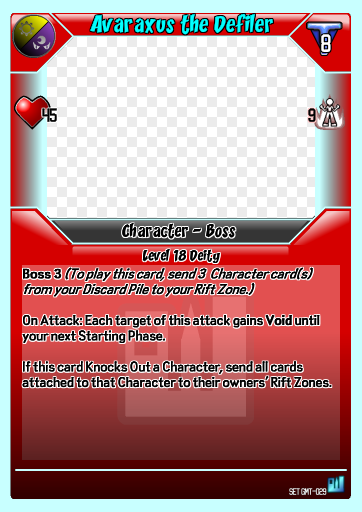 Avaraxus the Defiler
8
45
9
Character - Boss
Level 18 Deity
Boss 3 (To play this card, send 3 Character card(s)
from your Discard Pile to your Rift Zone.)
On Attack: Each target of this attack gains Void until
your next Starting Phase.
If this card Knocks Out a Character, send all cards
attached to that Character to their owners' Rift Zones.
SET GMT-029